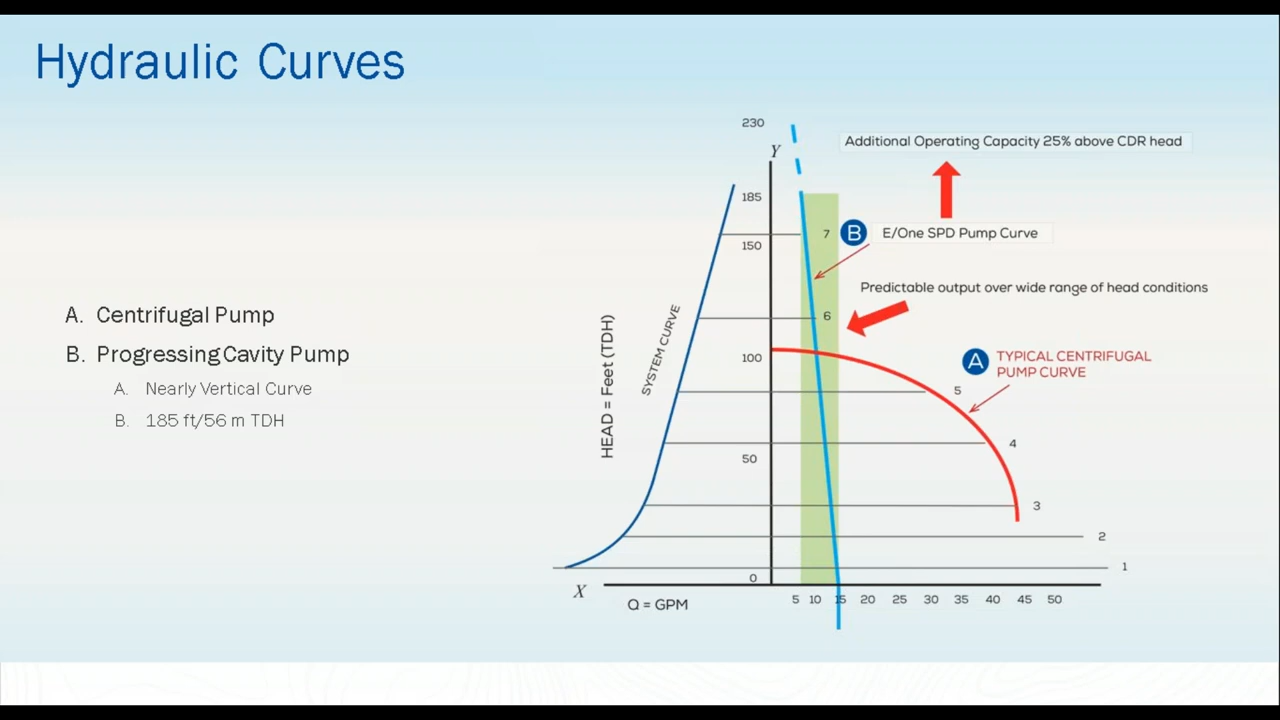 Hydraulic Curves
A. Centrifugal Pump
B. Progressing Cavity Pump
A. Nearly Vertical Curve
B. 185 ft/56 m TDH
230
Y
Additional Operating Capacity 25% above CDR head
185
150
7
B
E/One SPD Pump Curve
Predictable output over wide range of head conditions
6
HEAD = Feet (TDH)
SYSTEM CURVE
100
A
TYPICAL CENTRIFUGAL
PUMP CURVE
5
4
50
3
2
1
0
X
Q = GPM
5 10 15 20 25 30 35 40 45 50